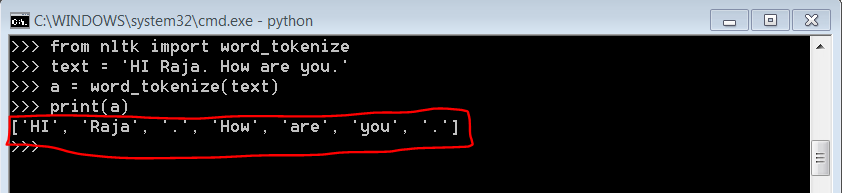 C:\WINDOWS\system32\cmd.exe - python
>>> from nltk import word_tokenize
>>> text = 'HI Raja. How are you.'
>>> a = word_tokenize(text)
>>> print(a)
['HI', 'Raja', '.', 'How', 'are', 'you', '.']
>>>